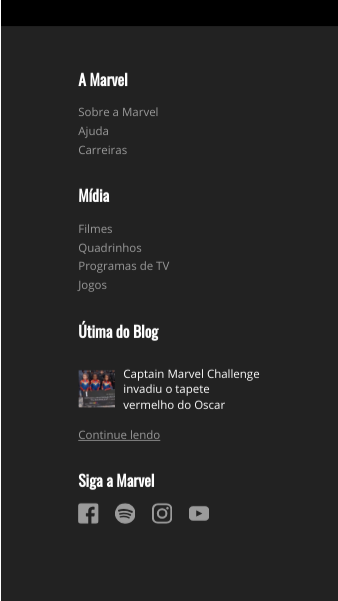 A Marvel
Sobre a Marvel
Ajuda
Carreiras
Mídia
Filmes
Quadrinhos
Programas de TV
Jogos
Útima do Blog
Captain Marvel Challenge
invadiu o tapete
vermelho do Oscar
Continue lendo
Siga a Marvel